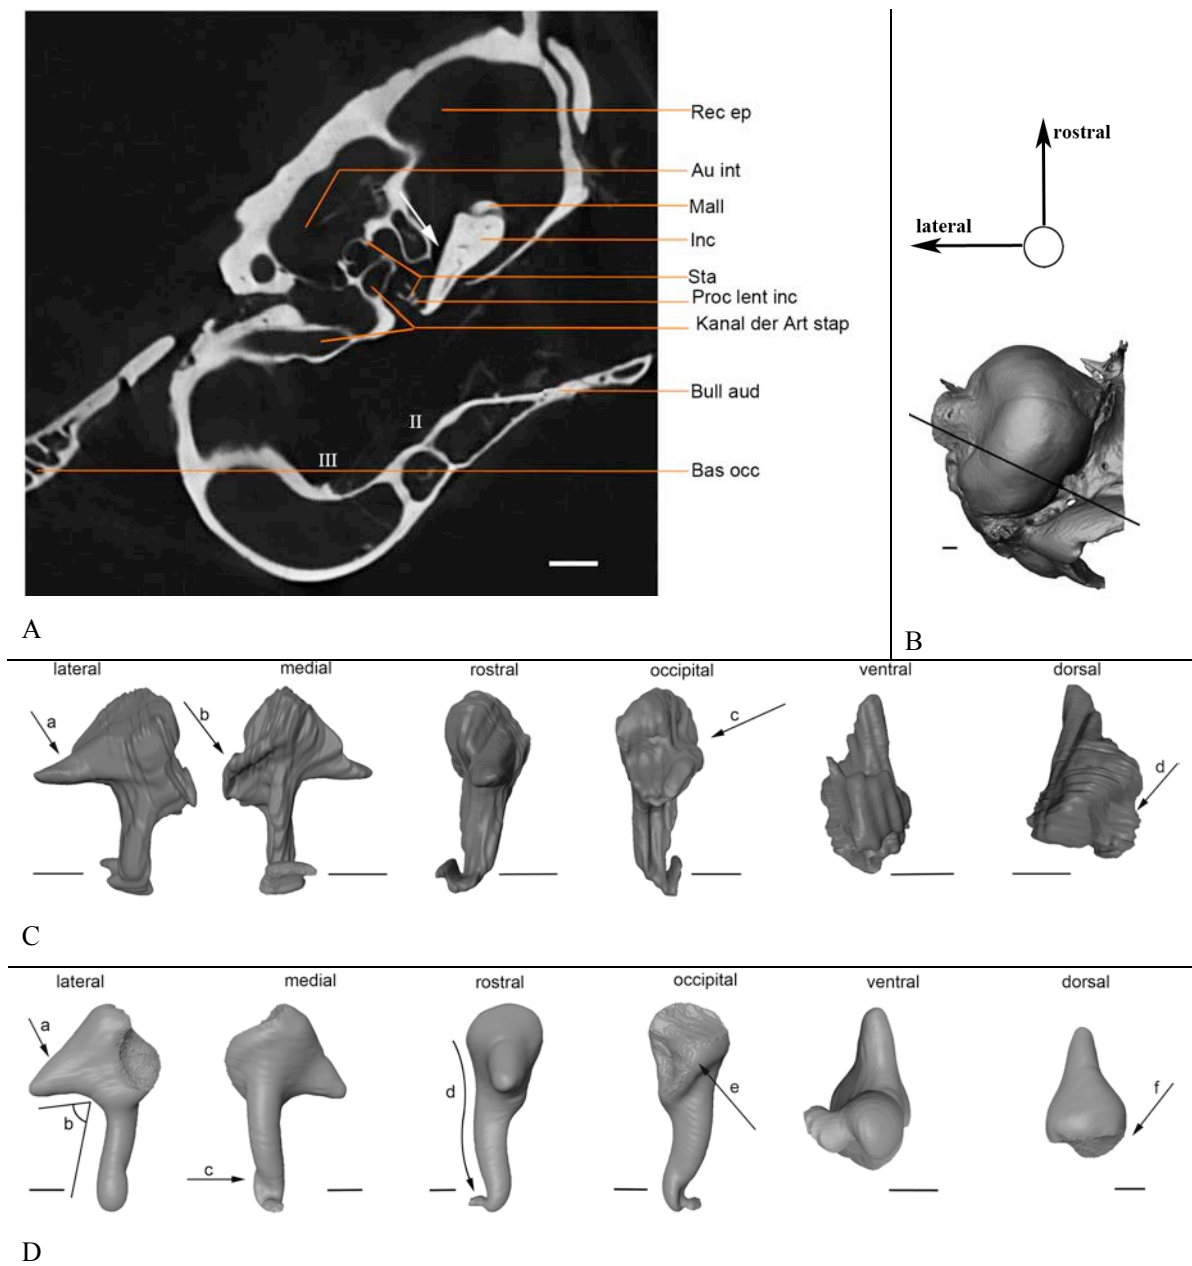 Rec ep
Au int
Mall
Inc
Sta
Proc lent inc
Kanal der Art stap
Bull aud
Bas occ
II
III
A
rostral
lateral
B
lateral medial rostral occipital ventral dorsal
a b c d
C
lateral medial rostral occipital ventral dorsal
a b c d e f
D